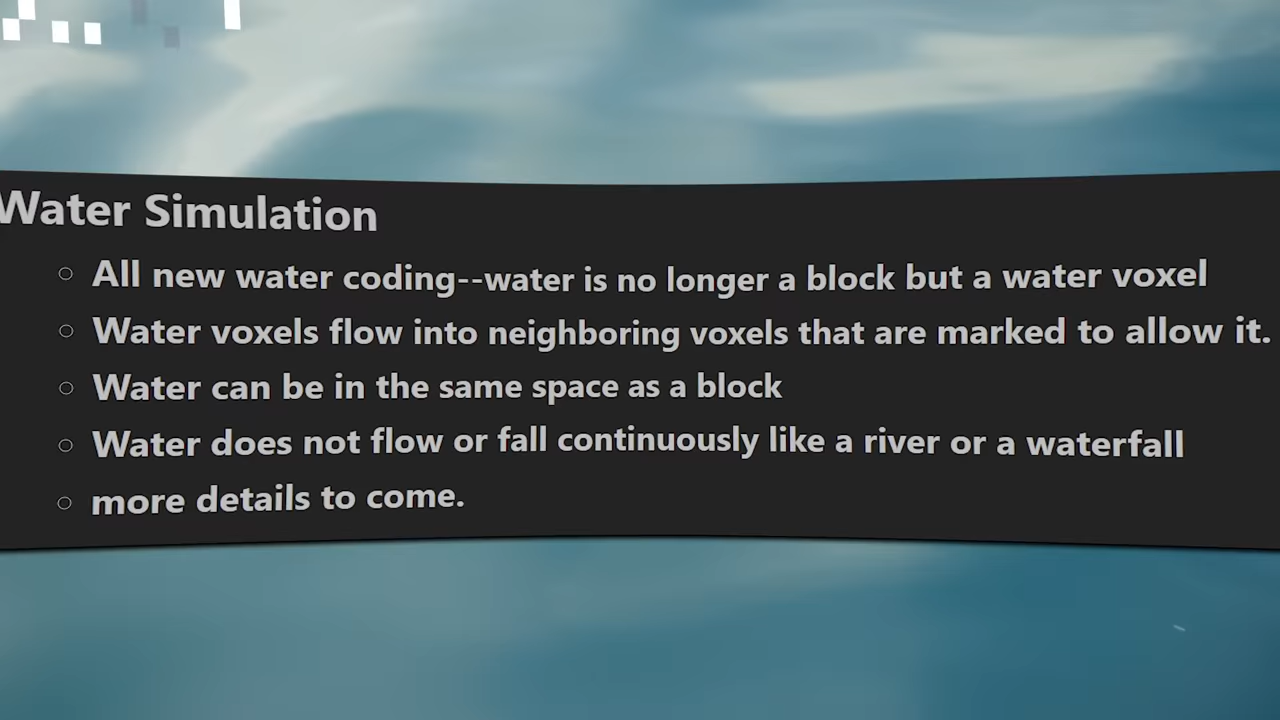 Water Simulation
All new water coding--water is no longer a block but a water voxel
Water voxels flow into neighboring voxels that are marked to allow it.
Water can be in the same space as a block
Water does not flow or fall continuously like a river or a waterfall
more details to come.